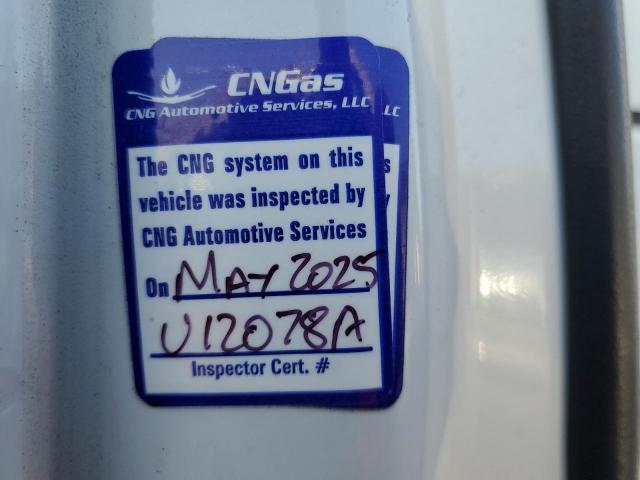 CNGas
CNG Automotive Services, LLC
LC
The CNG system on this
vehicle was inspected by
CNG Automotive Services
On MAY 2025
U12078A
Inspector Cert. #
s
y